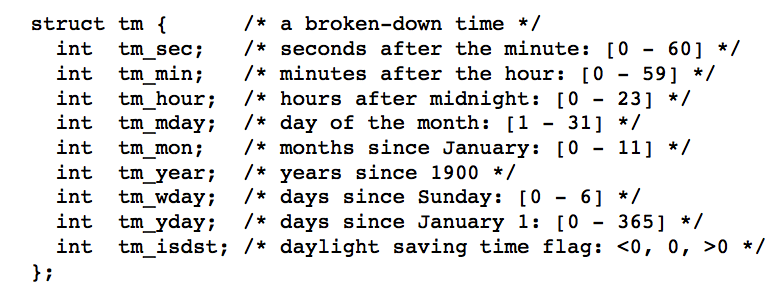 struct tm {       /* a broken-down time */
  int  tm_sec;   /* seconds after the minute: [0 - 60] */
  int  tm_min;   /* minutes after the hour: [0 - 59] */
  int  tm_hour;  /* hours after midnight: [0 - 23] */
  int  tm_mday;  /* day of the month: [1 - 31] */
  int  tm_mon;   /* months since January: [0 - 11] */
  int  tm_year;  /* years since 1900 */
  int  tm_wday;  /* days since Sunday: [0 - 6] */
  int  tm_yday;  /* days since January 1: [0 - 365] */
  int  tm_isdst; /* daylight saving time flag: <0, 0, >0 */
};